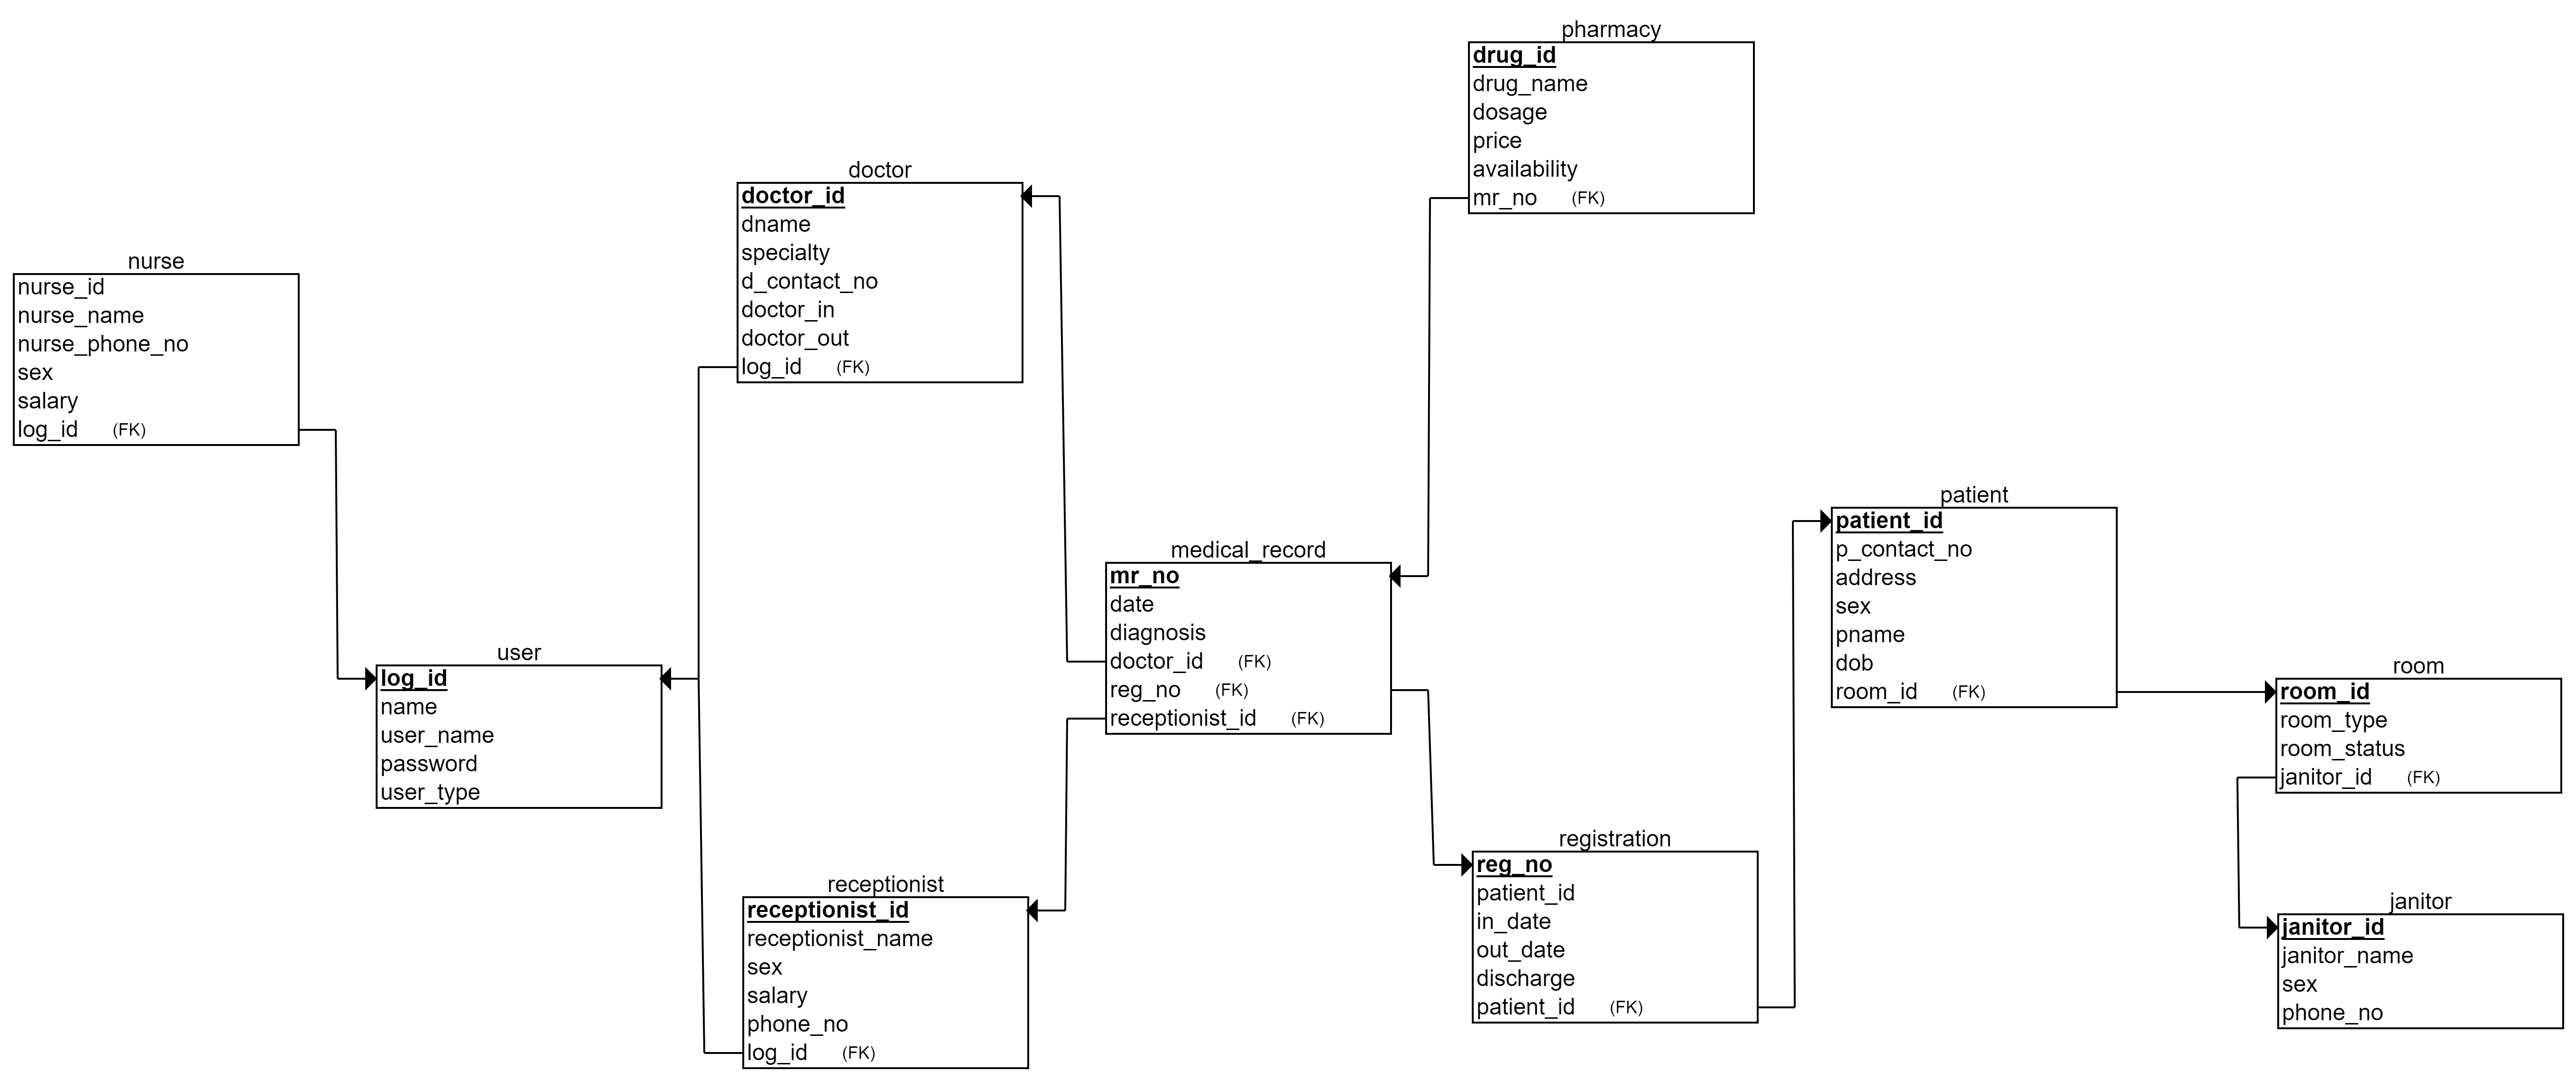 pharmacy
drug_id
drug_name
dosage
price
availability
mr_no (FK)
doctor
doctor_id
dname
specialty
d_contact_no
doctor_in
doctor_out
log_id (FK)
nurse
nurse_id
nurse_name
nurse_phone_no
sex
salary
log_id (FK)
patient
patient_id
p_contact_no
address
sex
pname
dob
room_id (FK)
medical_record
mr_no
date
diagnosis
doctor_id (FK)
reg_no (FK)
receptionist_id (FK)
user
log_id
name
user_name
password
user_type
room
room_id
room_type
room_status
janitor_id (FK)
registration
reg_no
patient_id
in_date
out_date
discharge
patient_id (FK)
receptionist
receptionist_id
receptionist_name
sex
salary
phone_no
log_id (FK)
janitor
janitor_id
janitor_name
sex
phone_no